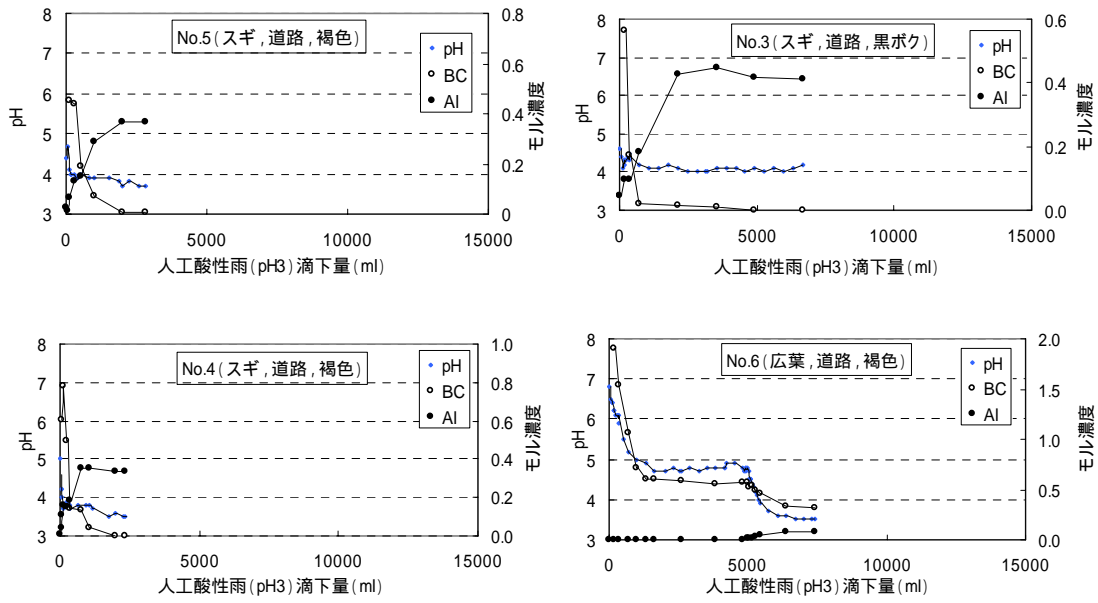 No.5(スギ,道路,褐色)
pH
BC
Al
8
7
6
5
4
3
pH
0.8
0.6
0.4
0.2
0
モル濃度
0
5000
10000
15000
人工酸性雨(pH3)滴下量(ml)
No.3(スギ,道路,黒ボク)
pH
BC
Al
8
7
6
5
4
3
pH
0.6
0.4
0.2
0.0
モル濃度
0
5000
10000
15000
人工酸性雨(pH3)滴下量(ml)
No.4(スギ,道路,褐色)
pH
BC
Al
8
7
6
5
4
3
pH
1.0
0.8
0.6
0.4
0.2
0.0
モル濃度
0
5000
10000
15000
人工酸性雨(pH3)滴下量(ml)
No.6(広葉,道路,褐色)
pH
BC
Al
8
7
6
5
4
3
pH
2.0
1.5
1.0
0.5
0.0
モル濃度
0
5000
10000
15000
人工酸性雨(pH3)滴下量(ml)